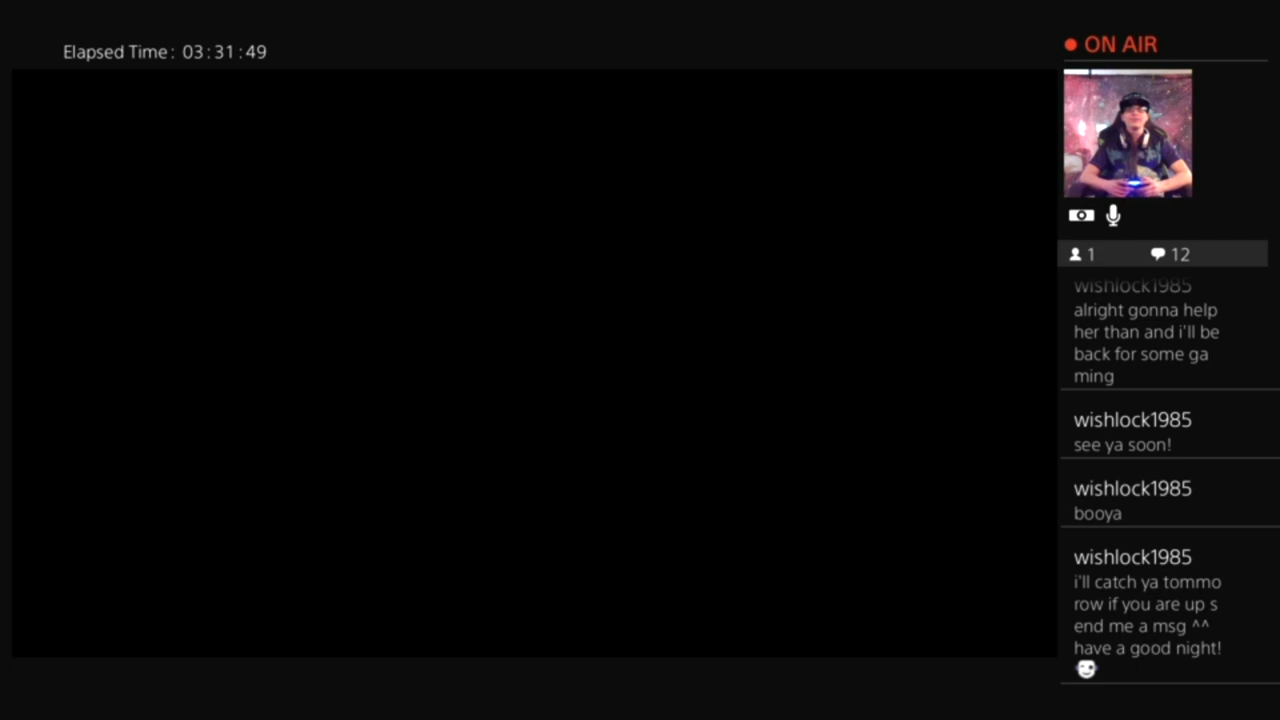 Elapsed Time: 03:31:49
ON AIR
1 12
wishlock1985
alright gonna help
her than and i'll be
back for some ga
ming
wishlock1985
see ya soon!
wishlock1985
booya
wishlock1985
i'll catch ya tommo
row if you are up s
end me a msg ^^
have a good night!